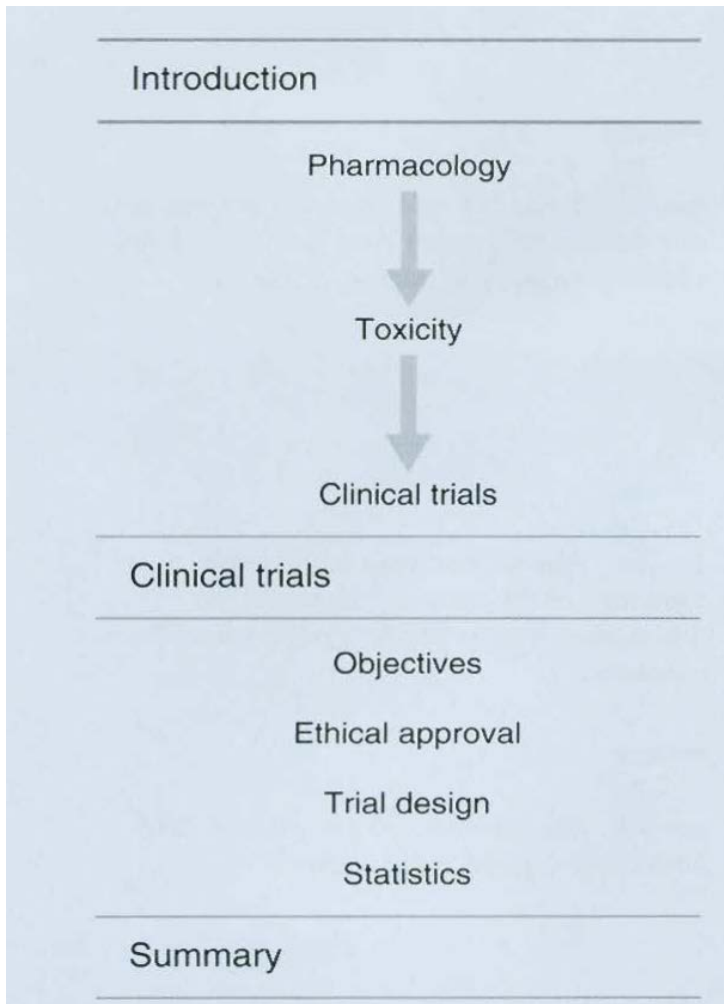 Introduction
Pharmacology
Toxicity
Clinical trials
Clinical trials
Objectives
Ethical approval
Trial design
Statistics
Summary